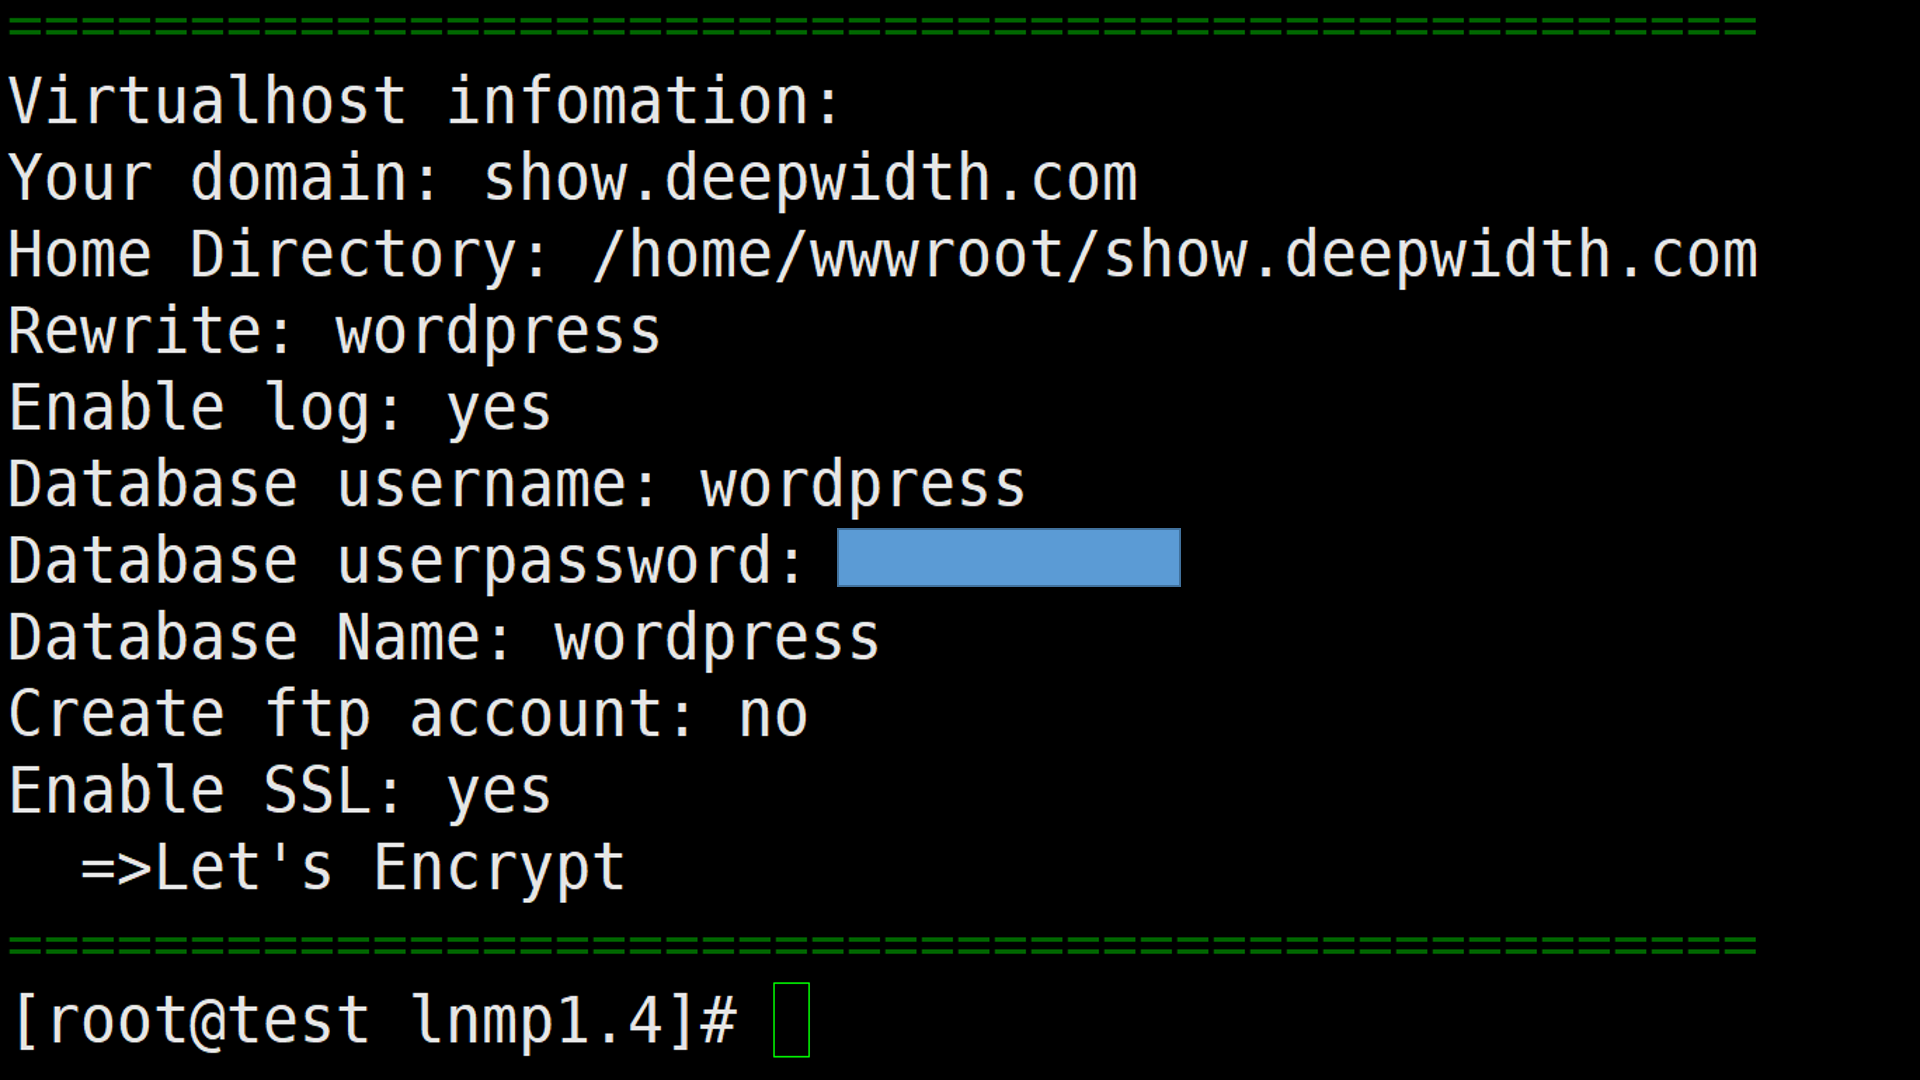 ================================================
Virtualhost infomation:
Your domain: show.deepwidth.com
Home Directory: /home/wwwroot/show.deepwidth.com
Rewrite: wordpress
Enable log: yes
Database username: wordpress
Database userpassword:
Database Name: wordpress
Create ftp account: no
Enable SSL: yes
  =>Let's Encrypt
================================================
[root@test lnmp1.4]#